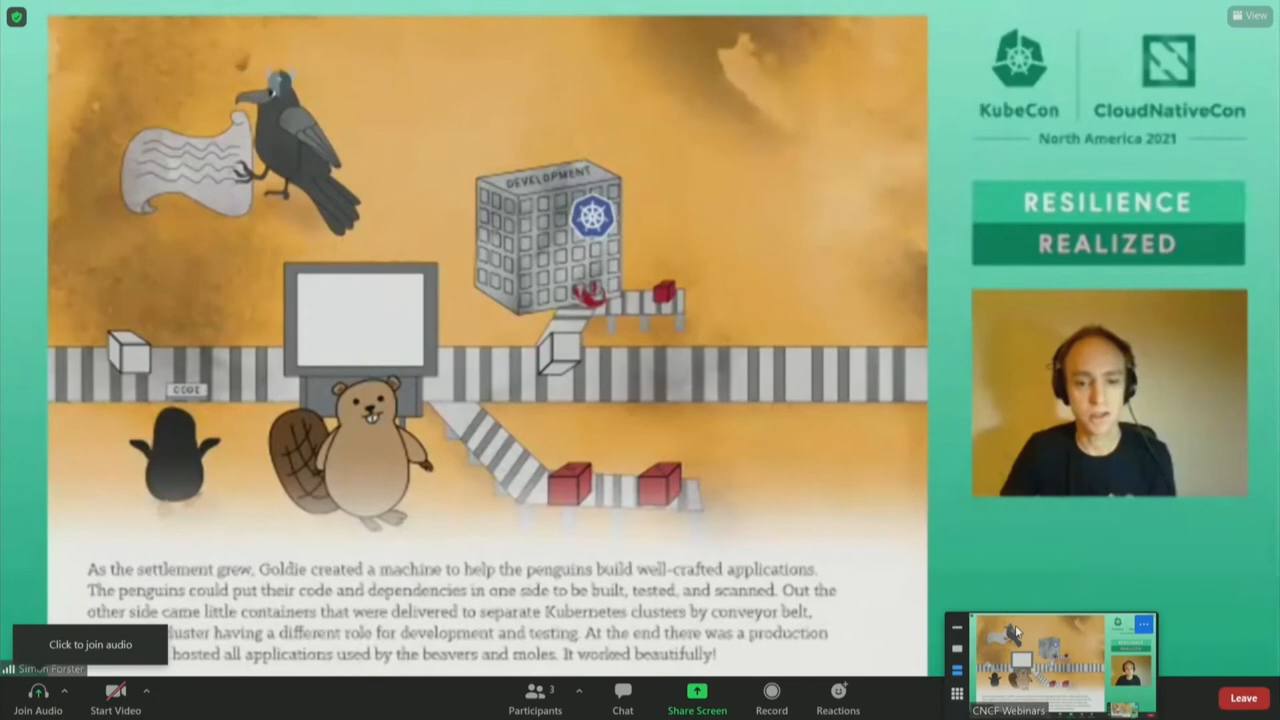 View
KubeCon
CloudNativeCon
North America 2021
RESILIENCE
REALIZED
DEVELOPMENT
CODE
As the settlement grew, Goldie created a machine to help the penguins build well-crafted applications.
The penguins could put their code and dependencies in one side to be built, tested, and scanned. Out the
other side came little containers that were delivered to separate Kubernetes clusters by conveyor belt,
cluster having a different role for development and testing. At the end there was a production
hosted all applications used by the beavers and moles. It worked beautifully!
Click to join audio
Simon Forster
CNCF Webinars
Join Audio
Start Video
Participants
3
Chat
Share Screen
Record
Reactions
Leave